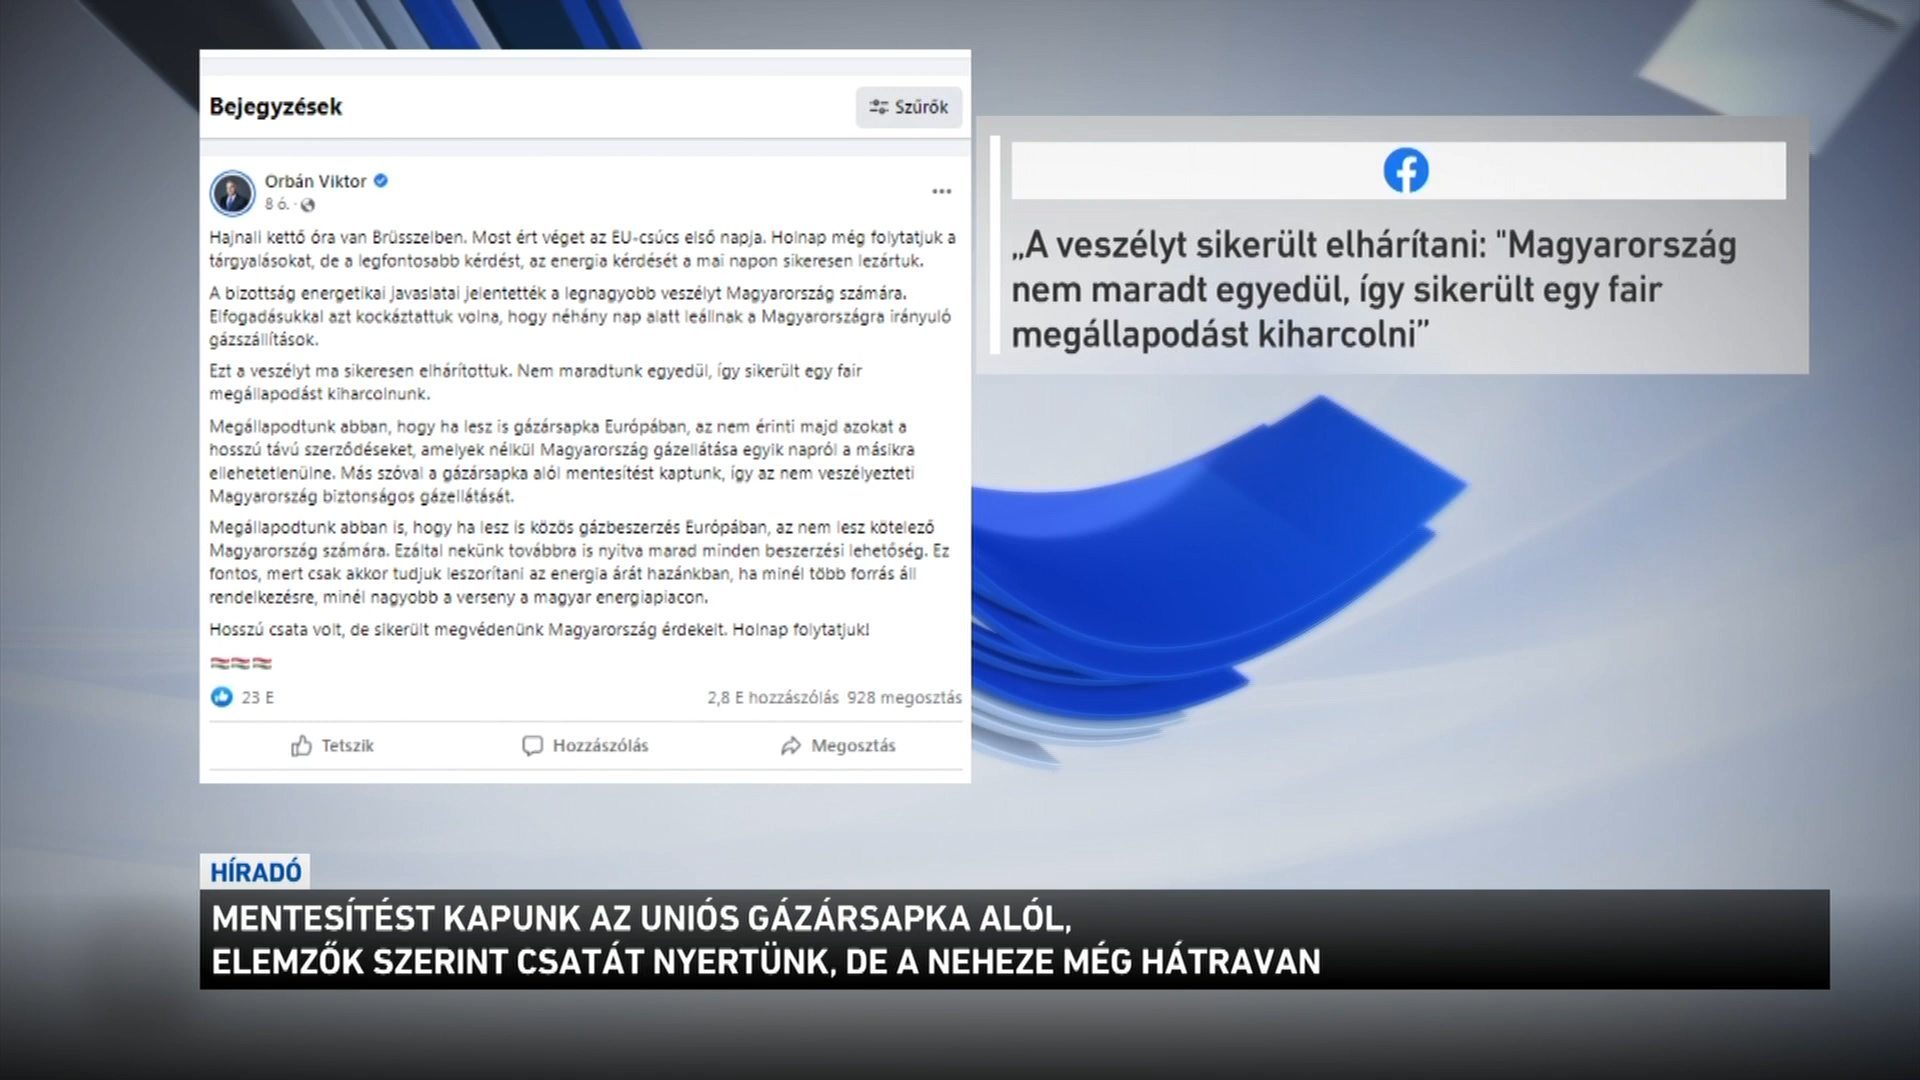 Bejegyzések
Szűrők
Orbán Viktor
8 ó. ·
Hajnali kettő óra van Brüsszelben. Most ért véget az EU-csúcs első napja. Holnap még folytatjuk a
tárgyalásokat, de a legfontosabb kérdést, az energia kérdését a mai napon sikeresen lezártuk.
A bizottság energetikai javaslatai jelentették a legnagyobb veszélyt Magyarország számára.
Elfogadásukkal azt kockáztattuk volna, hogy néhány nap alatt leállnak a Magyarországra irányuló
gázszállítások.
Ezt a veszélyt ma sikeresen elhárítottuk. Nem maradtunk egyedül, így sikerült egy fair
megállapodást kiharcolnunk.
Megállapodtunk abban, hogy ha lesz is gázársapka Európában, az nem érinti majd azokat a
hosszú távú szerződéseket, amelyek nélkül Magyarország gázellátása egyik napról a másikra
ellehetetlenülne. Más szóval a gázársapka alól mentesítést kaptunk, így az nem veszélyezteti
Magyarország biztonságos gázellátását.
Megállapodtunk abban is, hogy ha lesz is közös gázbeszerzés Európában, az nem lesz kötelező
Magyarország számára. Ezáltal nekünk továbbra is nyitva marad minden beszerzési lehetőség. Ez
fontos, mert csak akkor tudjuk leszorítani az energia árát hazánkban, ha minél több forrás áll
rendelkezésre, minél nagyobb a verseny a magyar energiapiacon.
Hosszú csata volt, de sikerült megvédenünk Magyarország érdekeit. Holnap folytatjuk!
23 E
2,8 E hozzászólás 928 megosztás
Tetszik
Hozzászólás
Megosztás
„A veszélyt sikerült elhárítani: "Magyarország
nem maradt egyedül, így sikerült egy fair
megállapodást kiharcolni”
HÍRADÓ
MENTESÍTÉST KAPUNK AZ UNIÓS GÁZÁRSAPKA ALÓL,
ELEMZŐK SZERINT CSATÁT NYERTÜNK, DE A NEHEZE MÉG HÁTRAVAN